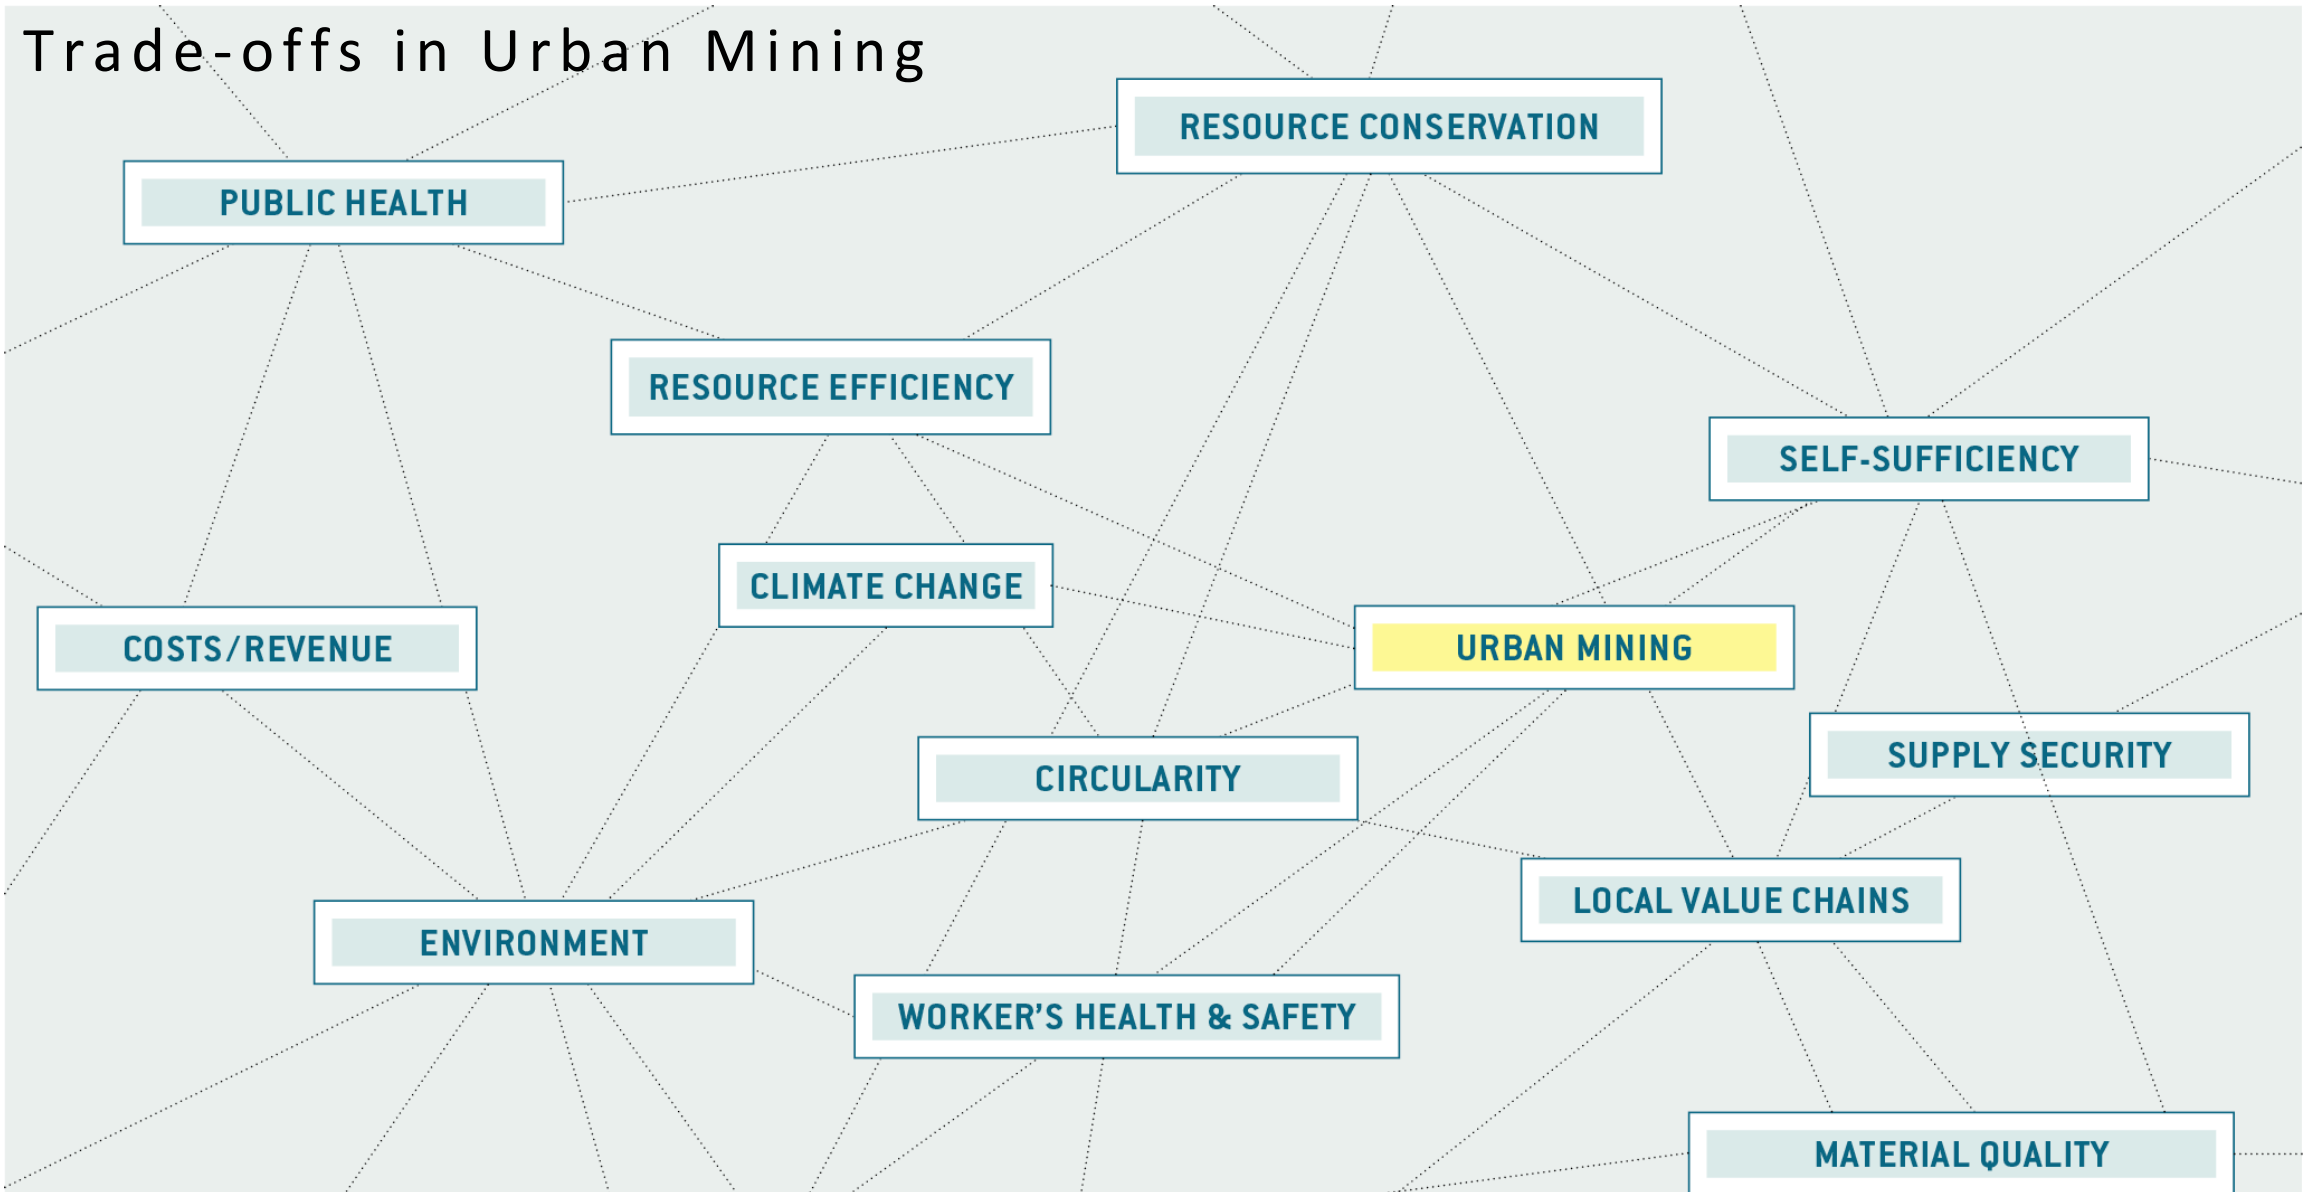 Trade-offs in Urban Mining
RESOURCE CONSERVATION
PUBLIC HEALTH
RESOURCE EFFICIENCY
SELF-SUFFICIENCY
CLIMATE CHANGE
COSTS/REVENUE
URBAN MINING
SUPPLY SECURITY
CIRCULARITY
LOCAL VALUE CHAINS
ENVIRONMENT
WORKER’S HEALTH & SAFETY
MATERIAL QUALITY